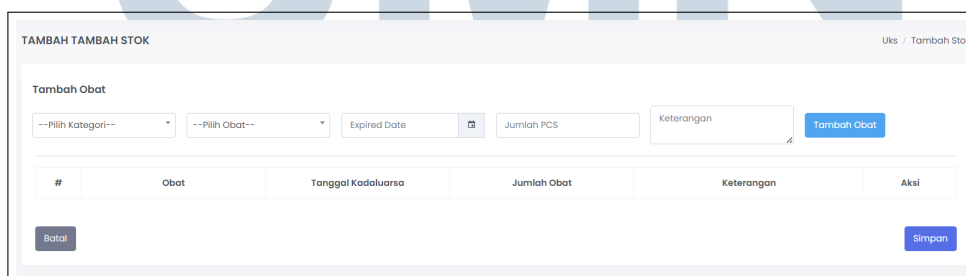 TAMBAH TAMBAH STOK
Uks / Tambah Sto
Tambah Obat
--Pilih Kategori--
--Pilih Obat--
Expired Date
Jumlah PCS
Keterangan
Tambah Obat
# Obat Tanggal Kadaluarsa Jumlah Obat Keterangan Aksi
Batal
Simpan